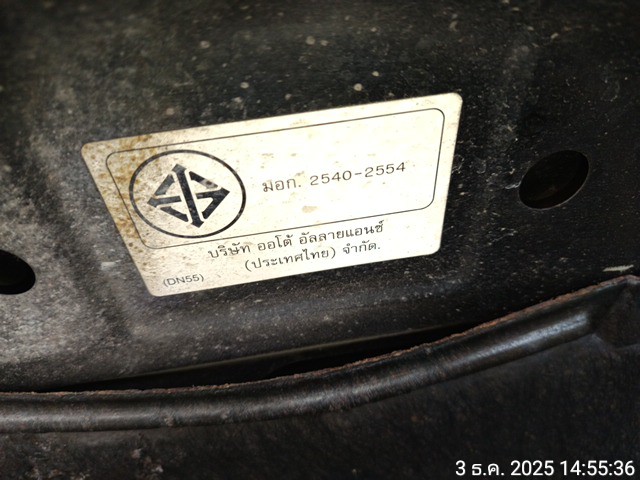 มอก. 2540-2554
บริษัท ออโต้ อัลลายแอนซ์
(ประเทศไทย) จำกัด.
(DN55)
3 ธ.ค. 2025 14:55:36